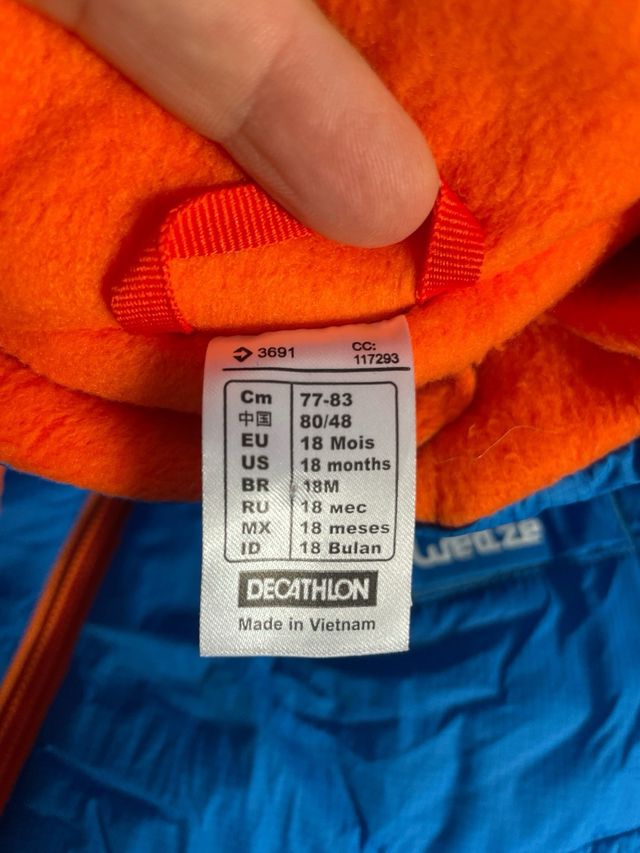 3691 CC:
117293
Cm 77-83
中国 80/48
EU 18 Mois
US 18 months
BR 18M
RU 18 мес
MX 18 meses
ID 18 Bulan
DECATHLON
Made in Vietnam
wedze